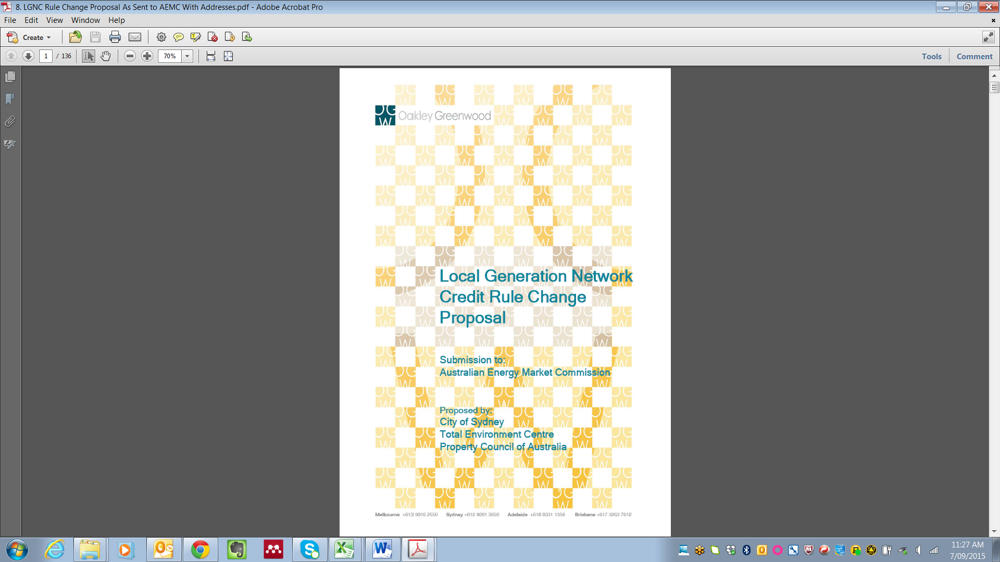 8. LGNC Rule Change Proposal As Sent to AEMC With Addresses.pdf - Adobe Acrobat Pro
File Edit View Window Help
Create
1 / 136 70% Tools Comment
Oakley Greenwood
Local Generation Network
Credit Rule Change
Proposal
Submission to:
Australian Energy Market Commission
Proposed by:
City of Sydney
Total Environment Centre
Property Council of Australia
Melbourne +613 9016 2550 Sydney +612 8091 3650 Adelaide +618 8331 1358 Brisbane +617 3263 7612
11:27 AM
7/09/2015